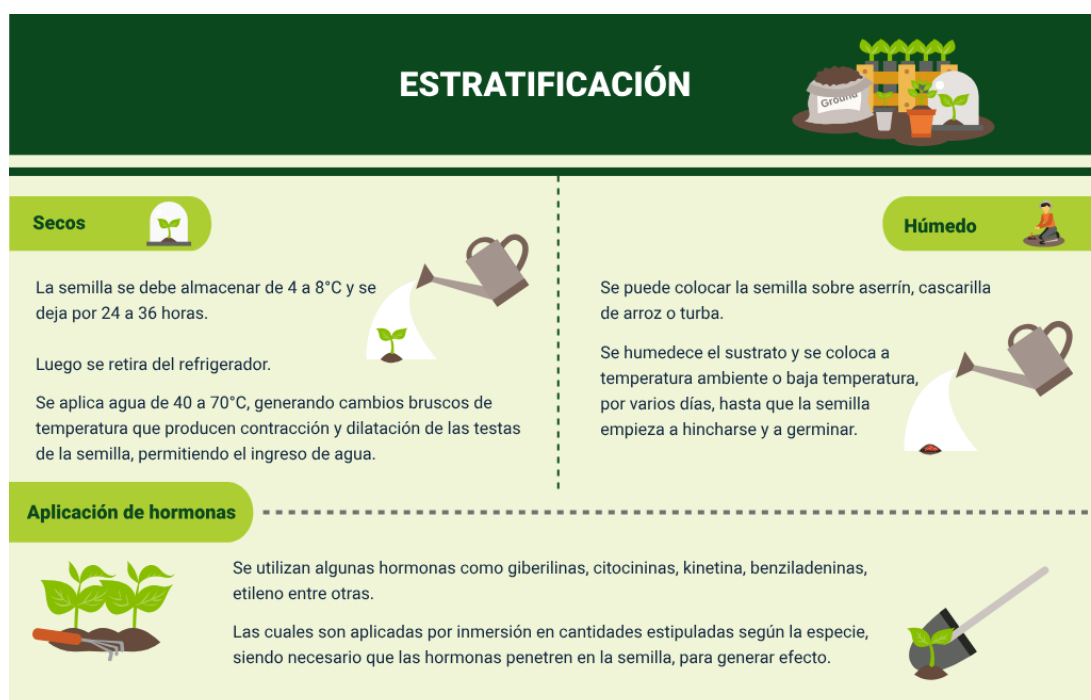 ESTRATIFICACIÓN
Ground
Secos
La semilla se debe almacenar de 4 a 8°C y se
deja por 24 a 36 horas.
Luego se retira del refrigerador.
Se aplica agua de 40 a 70°C, generando cambios bruscos de
temperatura que producen contracción y dilatación de las testas
de la semilla, permitiendo el ingreso de agua.
Húmedo
Se puede colocar la semilla sobre aserrín, cascarilla
de arroz o turba.
Se humedece el sustrato y se coloca a
temperatura ambiente o baja temperatura,
por varios días, hasta que la semilla
empieza a hincharse y a germinar.
Aplicación de hormonas
Se utilizan algunas hormonas como giberilinas, citocininas, kinetina, benziladeninas,
etileno entre otras.
Las cuales son aplicadas por inmersión en cantidades estipuladas según la especie,
siendo necesario que las hormonas penetren en la semilla, para generar efecto.